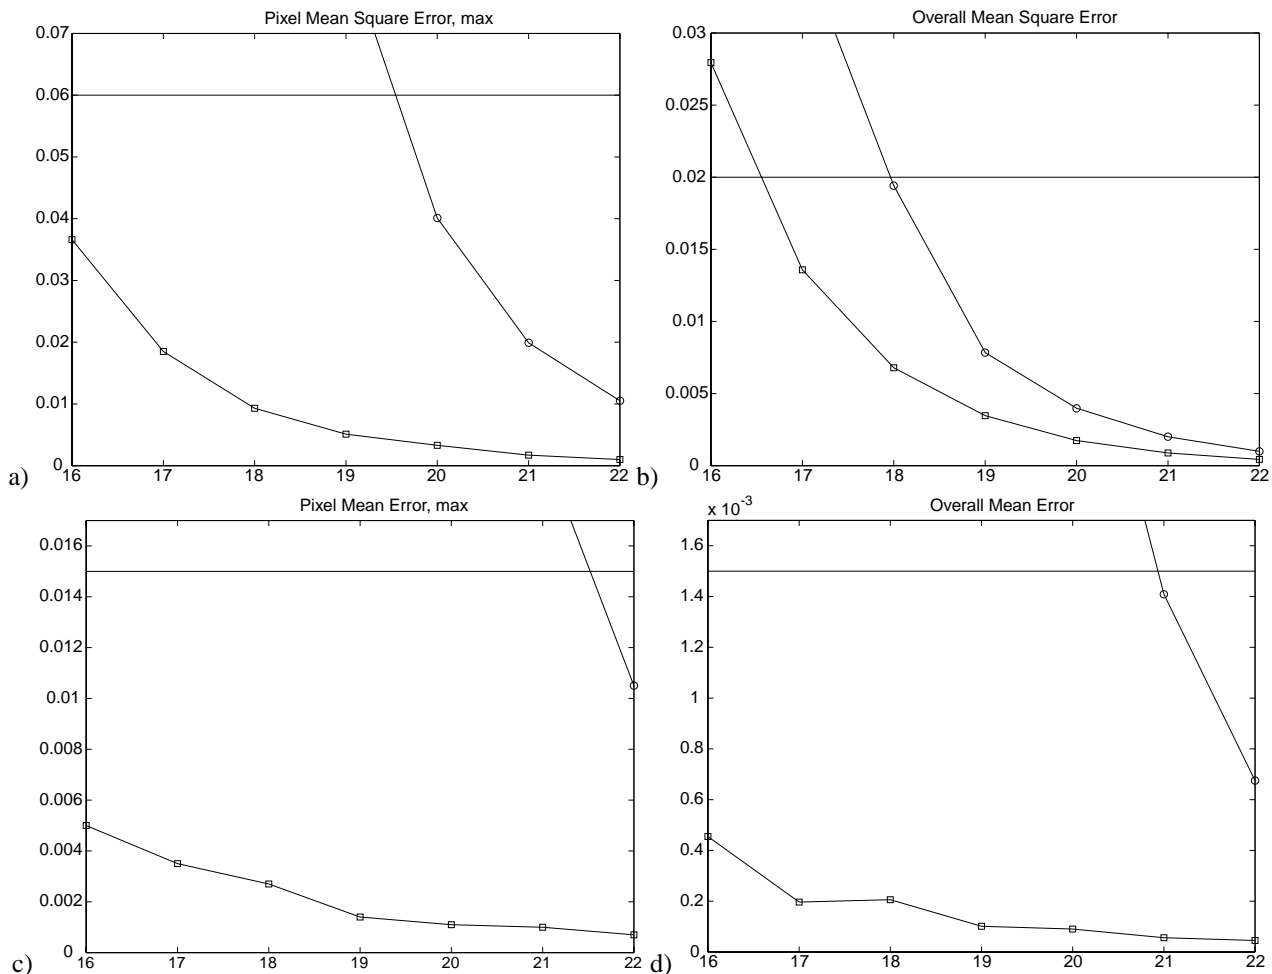 Pixel Mean Square Error, max
0.07
0.06
0.05
0.04
0.03
0.02
0.01
0
16 17 18 19 20 21 22
a)
Overall Mean Square Error
0.03
0.025
0.02
0.015
0.01
0.005
0
16 17 18 19 20 21 22
b)
Pixel Mean Error, max
0.016
0.014
0.012
0.01
0.008
0.006
0.004
0.002
0
16 17 18 19 20 21 22
c)
x 10^-3
Overall Mean Error
1.6
1.4
1.2
1
0.8
0.6
0.4
0.2
0
16 17 18 19 20 21 22
d)